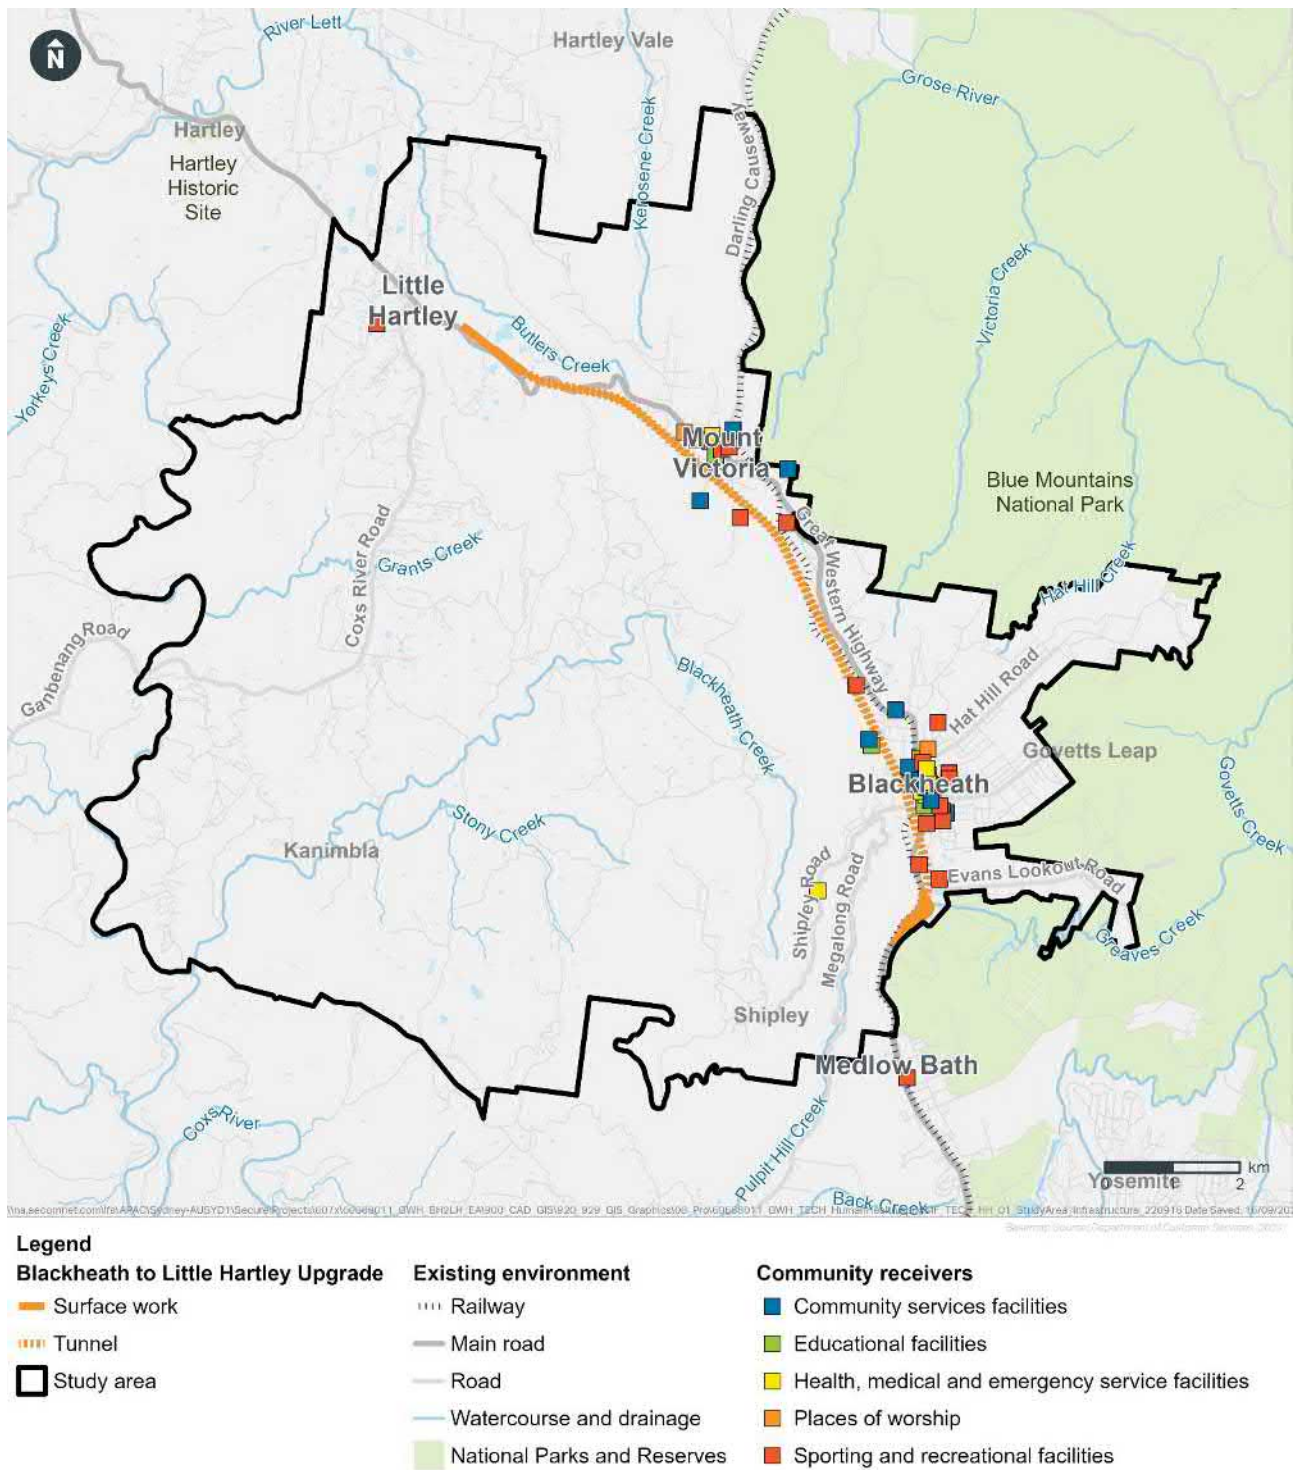 N
River Lett
Hartley Vale
Grose River
Hartley
Kerosene Creek
Darling Causeway
Hartley
Historic
Site
Victoria Creek
Little
Hartley
Butlers Creek
Yorkeys Creek
Mount
Victoria
Blue Mountains
National Park
Great Western Highway
Coxs River Road
Grants Creek
Hat Hill Creek
Ganbenang Road
Blackheath Creek
Hat Hill Road
Govetts Leap
Govetts Creek
Blackheath
Stony Creek
Kanimbla
Shipley Road
Megalong Road
Evans Lookout Road
Greaves Creek
Shipley
Medlow Bath
Coxs River
Pulpit Hill Creek
Back Creek
Yosemite
km
0 1 2
Legend
Blackheath to Little Hartley Upgrade
Surface work
Tunnel
Study area
Existing environment
Railway
Main road
Road
Watercourse and drainage
National Parks and Reserves
Community receivers
Community services facilities
Educational facilities
Health, medical and emergency service facilities
Places of worship
Sporting and recreational facilities